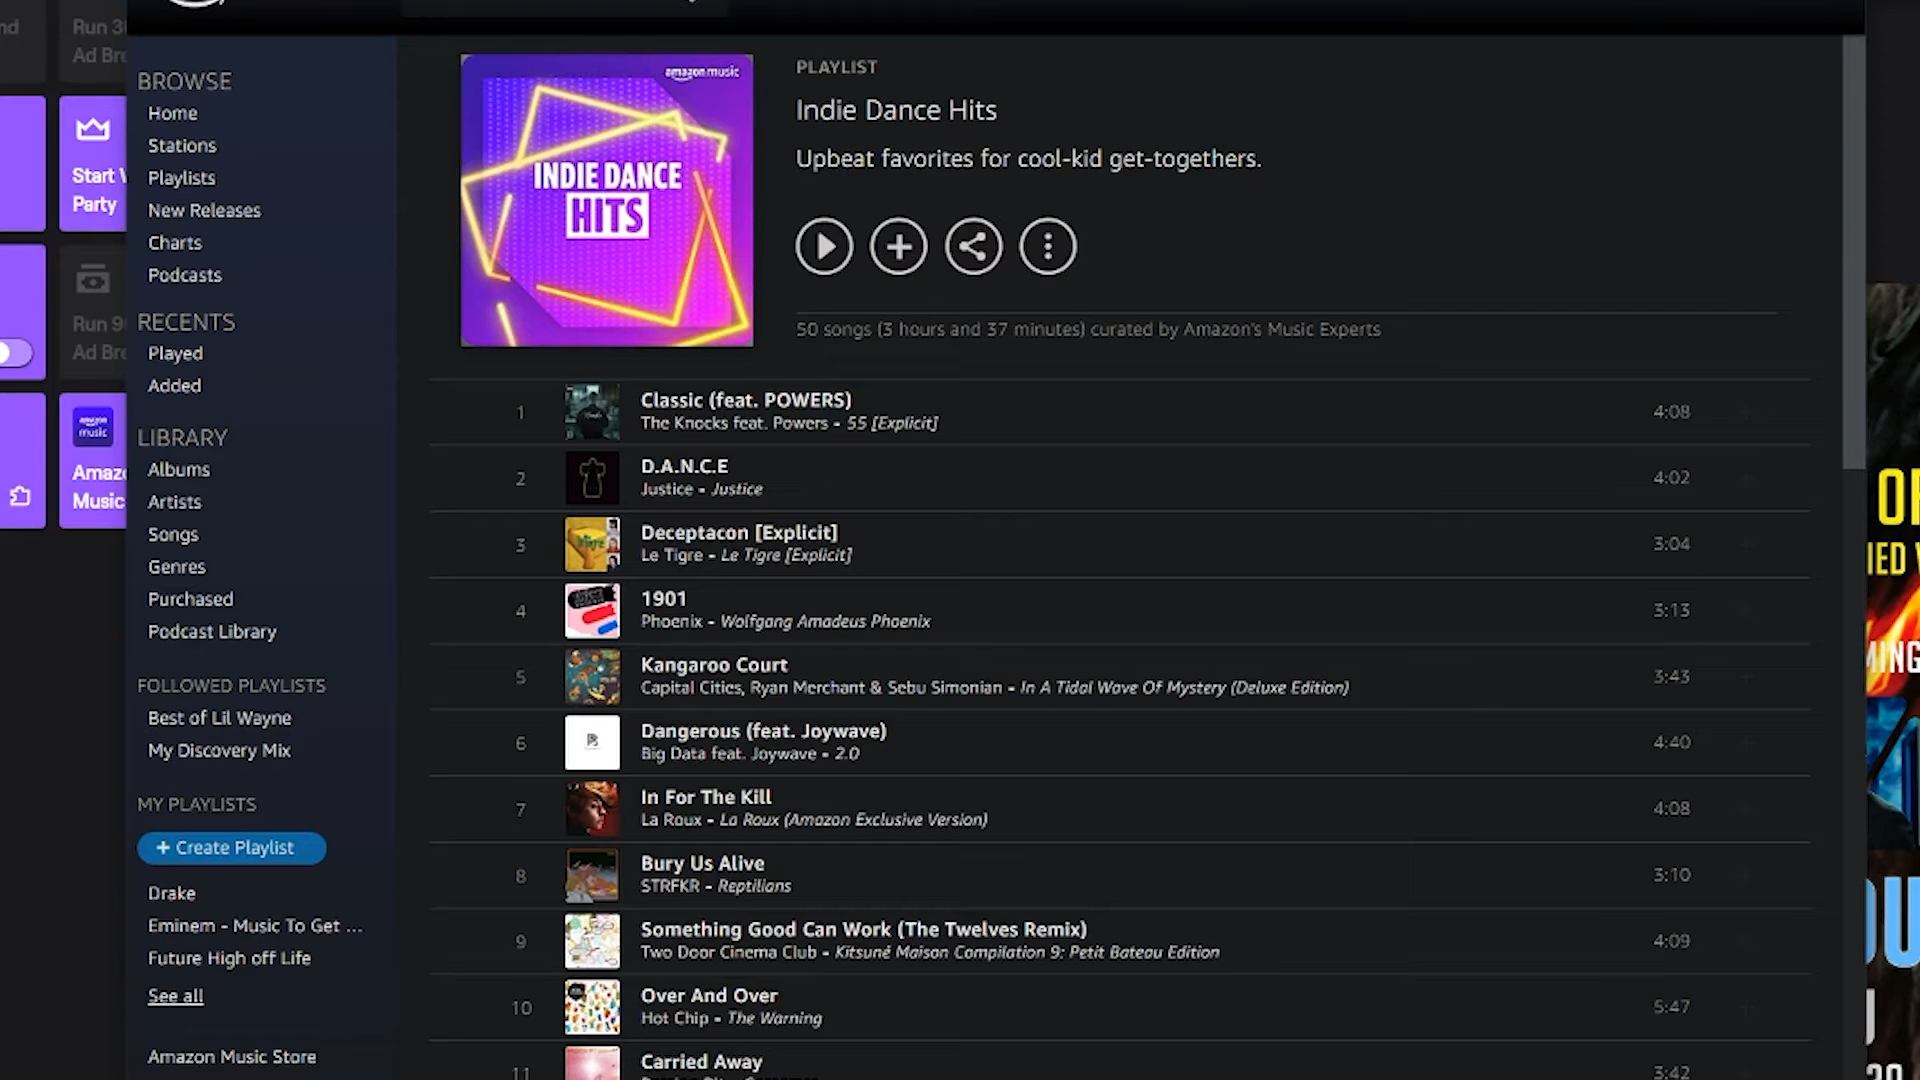 nd
Run 3
Ad Bre
Start
Party
Run 9
Ad Bre
amazon music
Amazo
Music
BROWSE
Home
Stations
Playlists
New Releases
Charts
Podcasts
RECENTS
Played
Added
LIBRARY
Albums
Artists
Songs
Genres
Purchased
Podcast Library
FOLLOWED PLAYLISTS
Best of Lil Wayne
My Discovery Mix
MY PLAYLISTS
+ Create Playlist
Drake
Eminem - Music To Get ...
Future High off Life
See all
Amazon Music Store
amazon music
INDIE DANCE
HITS
PLAYLIST
Indie Dance Hits
Upbeat favorites for cool-kid get-togethers.
50 songs (3 hours and 37 minutes) curated by Amazon's Music Experts
1 Classic (feat. POWERS) 4:08
The Knocks feat. Powers - 55 [Explicit]
2 D.A.N.C.E 4:02
Justice - Justice
3 Deceptacon [Explicit] 3:04
Le Tigre - Le Tigre [Explicit]
4 1901 3:13
Phoenix - Wolfgang Amadeus Phoenix
5 Kangaroo Court 3:43
Capital Cities, Ryan Merchant & Sebu Simonian - In A Tidal Wave Of Mystery (Deluxe Edition)
6 Dangerous (feat. Joywave) 4:40
Big Data feat. Joywave - 2.0
7 In For The Kill 4:08
La Roux - La Roux (Amazon Exclusive Version)
8 Bury Us Alive 3:10
STRFKR - Reptilians
9 Something Good Can Work (The Twelves Remix) 4:09
Two Door Cinema Club - Kitsuné Maison Compilation 9: Petit Bateau Edition
10 Over And Over 5:47
Hot Chip - The Warning
11 Carried Away 3:42